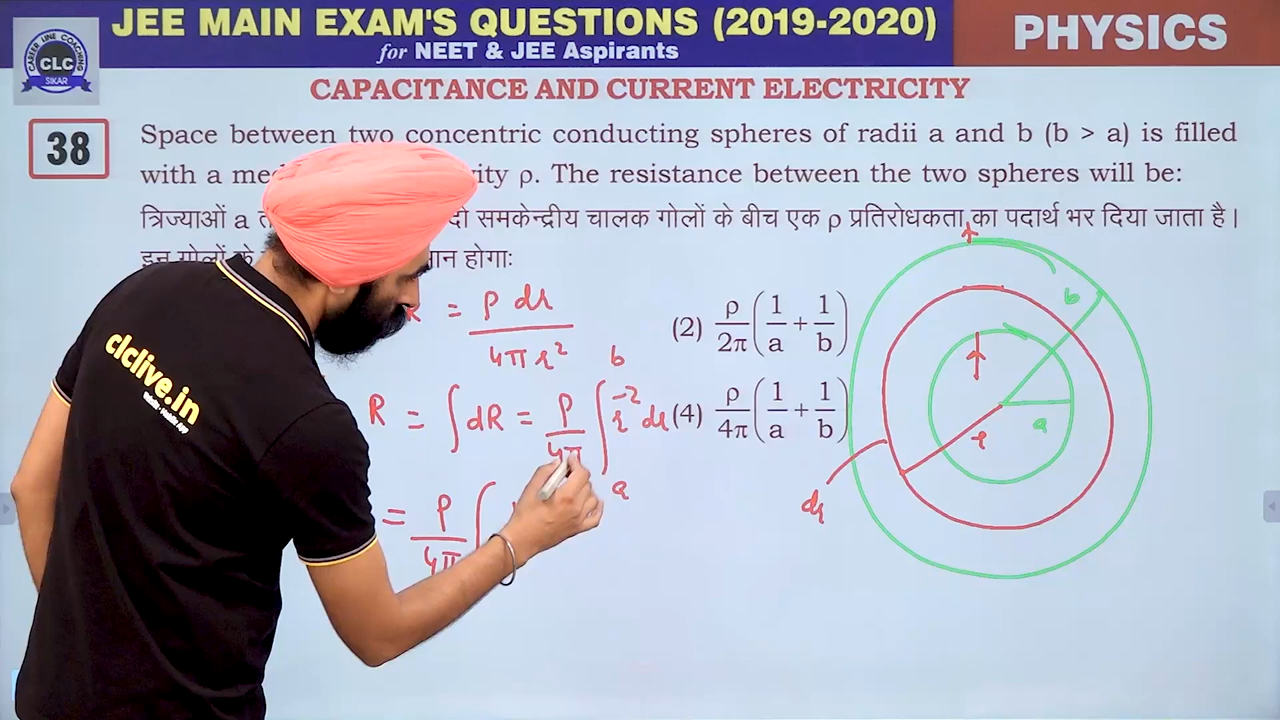 JEE MAIN EXAM'S QUESTIONS (2019-2020)
for NEET & JEE Aspirants
PHYSICS
CAREER LINE COACHING
CLC
SIKAR
CAPACITANCE AND CURRENT ELECTRICITY
38
Space between two concentric conducting spheres of radii a and b (b > a) is filled
with a ρ. The resistance between the two spheres will be:
त्रिज्याओं a दो समकेन्द्रीय चालक गोलों के बीच एक ρ प्रतिरोधकता का पदार्थ भर दिया जाता है।
इन गोलों के होगाः
R = ρ dr / 4π r²
(2) ρ/2π (1/a + 1/b)
R = ∫ dR = ρ/4π ∫ₐᵇ r⁻² dr
(4) ρ/4π (1/a + 1/b)
= ρ/4π
b
a
r
dr
clclive.in